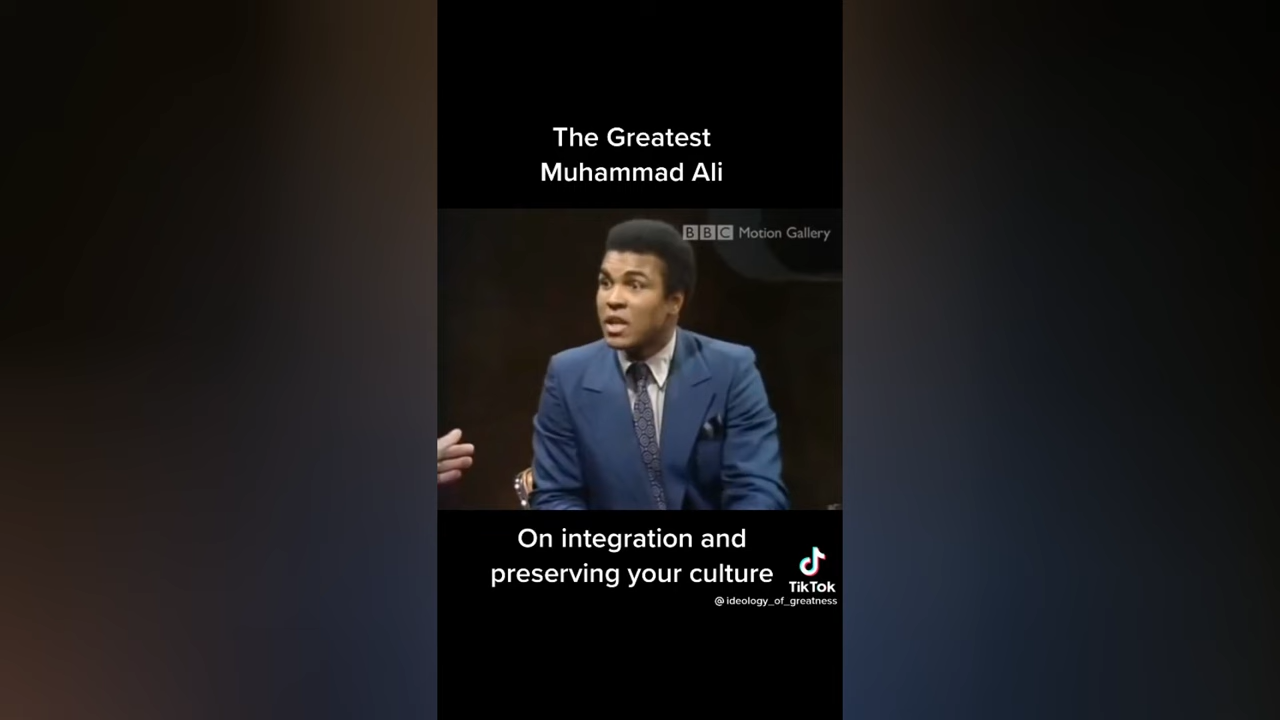 The Greatest
Muhammad Ali
BBC Motion Gallery
On integration and
preserving your culture
TikTok
@ideology_of_greatness